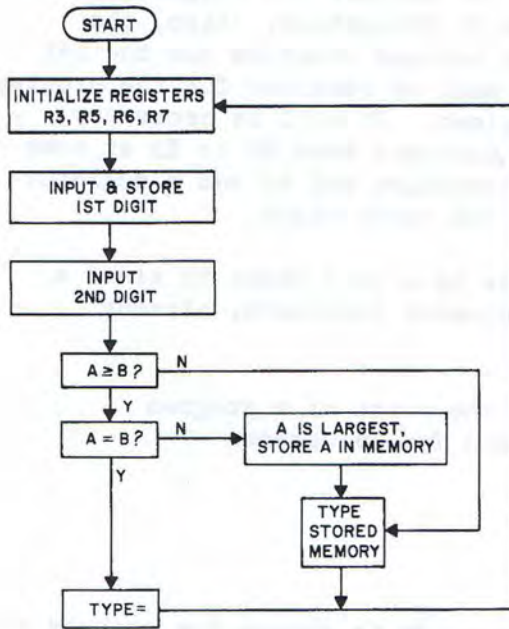 START
INITIALIZE REGISTERS
R3, R5, R6, R7
INPUT & STORE
1ST DIGIT
INPUT
2ND DIGIT
A ≥ B?
N
Y
A = B?
N
A IS LARGEST,
STORE A IN MEMORY
Y
TYPE
STORED
MEMORY
TYPE=